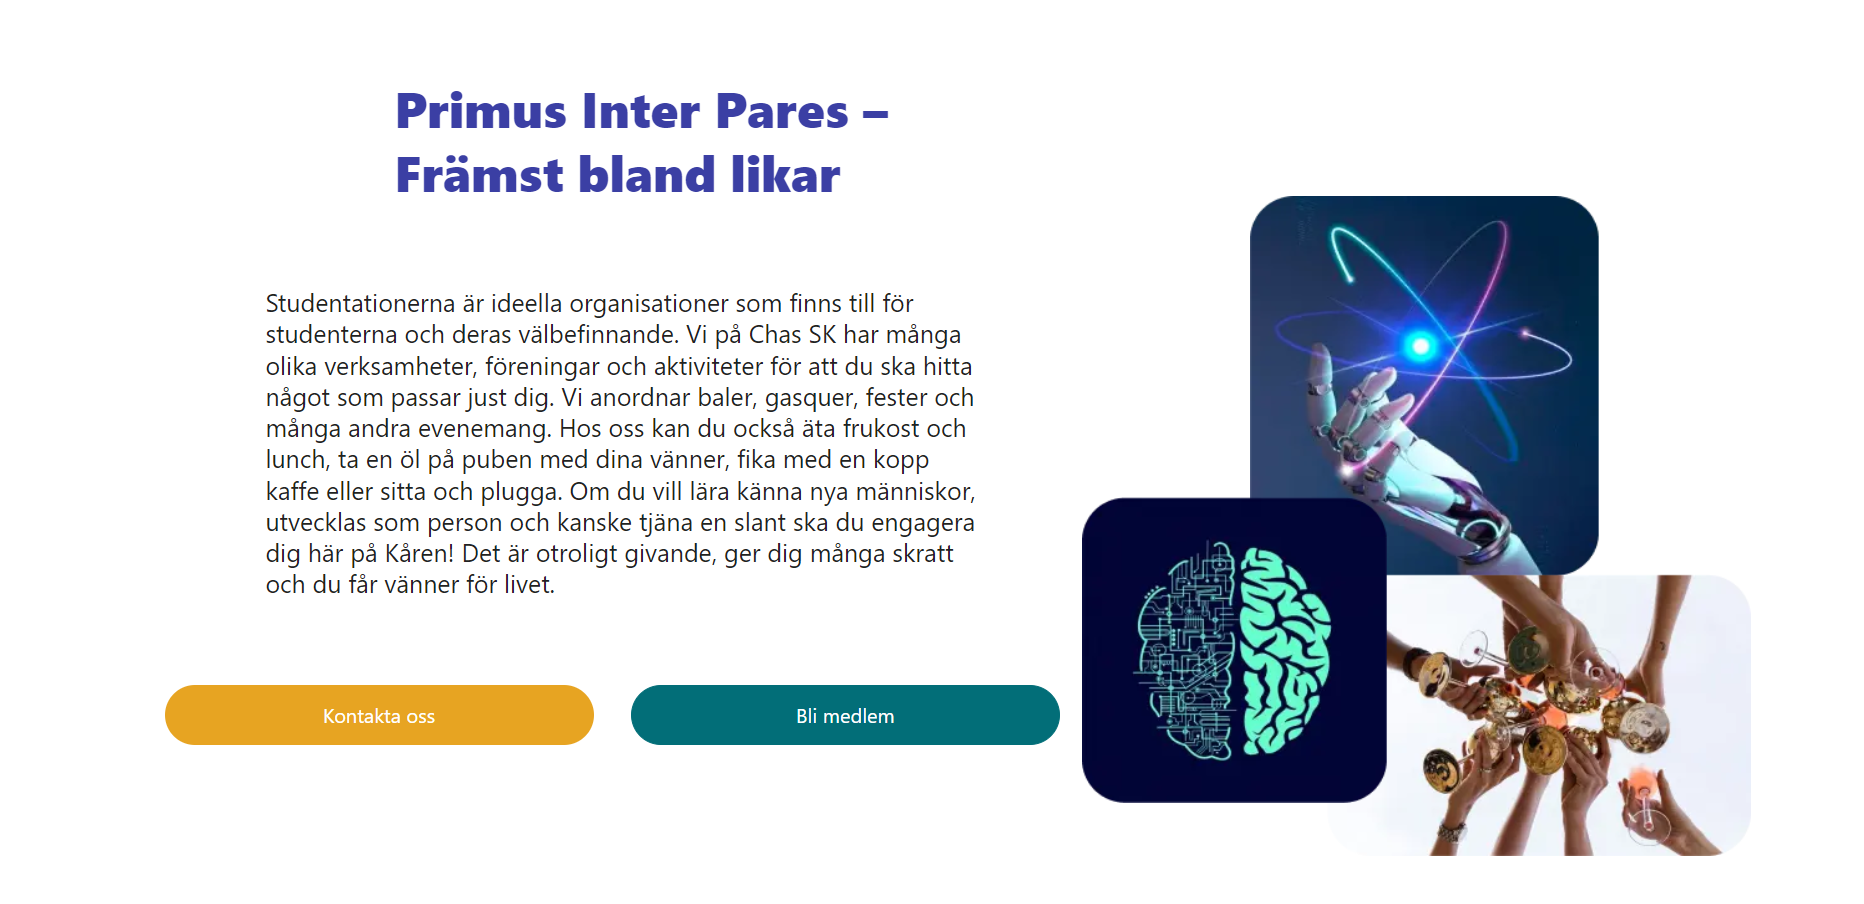 Primus Inter Pares –
Främst bland likar
Studentationerna är ideella organisationer som finns till för
studenterna och deras välbefinnande. Vi på Chas SK har många
olika verksamheter, föreningar och aktiviteter för att du ska hitta
något som passar just dig. Vi anordnar baler, gasquer, fester och
många andra evenemang. Hos oss kan du också äta frukost och
lunch, ta en öl på puben med dina vänner, fika med en kopp
kaffe eller sitta och plugga. Om du vill lära känna nya människor,
utvecklas som person och kanske tjäna en slant ska du engagera
dig här på Kåren! Det är otroligt givande, ger dig många skratt
och du får vänner för livet.
Kontakta oss
Bli medlem